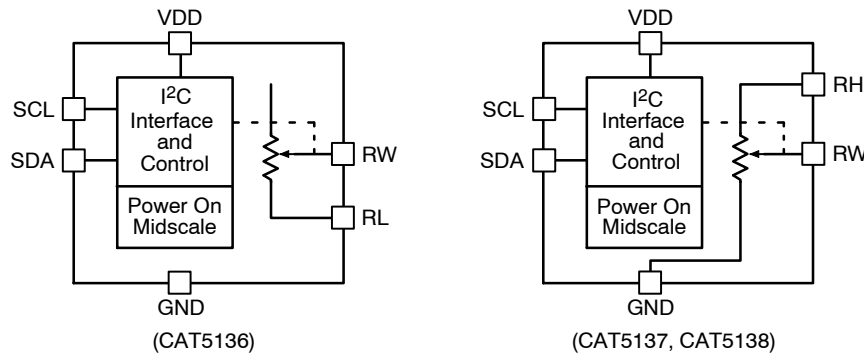 VDD
SCL
SDA
I²C
Interface
and
Control
Power On
Midscale
RW
RL
GND
(CAT5136)
VDD
SCL
SDA
I²C
Interface
and
Control
Power On
Midscale
RH
RW
GND
(CAT5137, CAT5138)